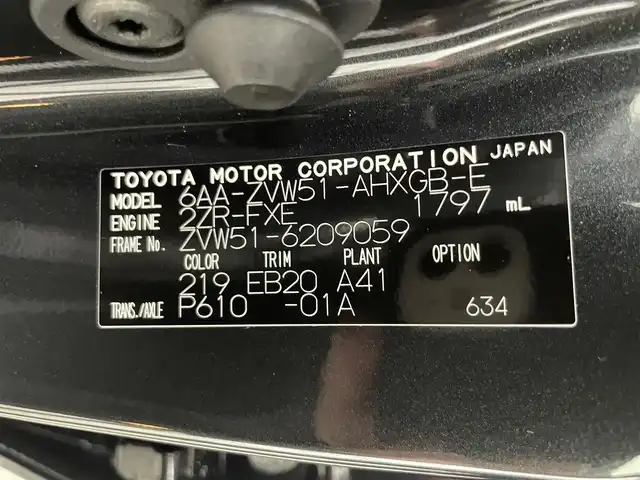 TOYOTA MOTOR CORPORATION JAPAN
MODEL 6AA-ZVW51-AHXGB-E
ENGINE 2ZR-FXE 1797 mL
FRAME No. ZVW51-6209059
COLOR TRIM PLANT OPTION
219 EB20 A41
TRANS./AXLE P610 -01A 634